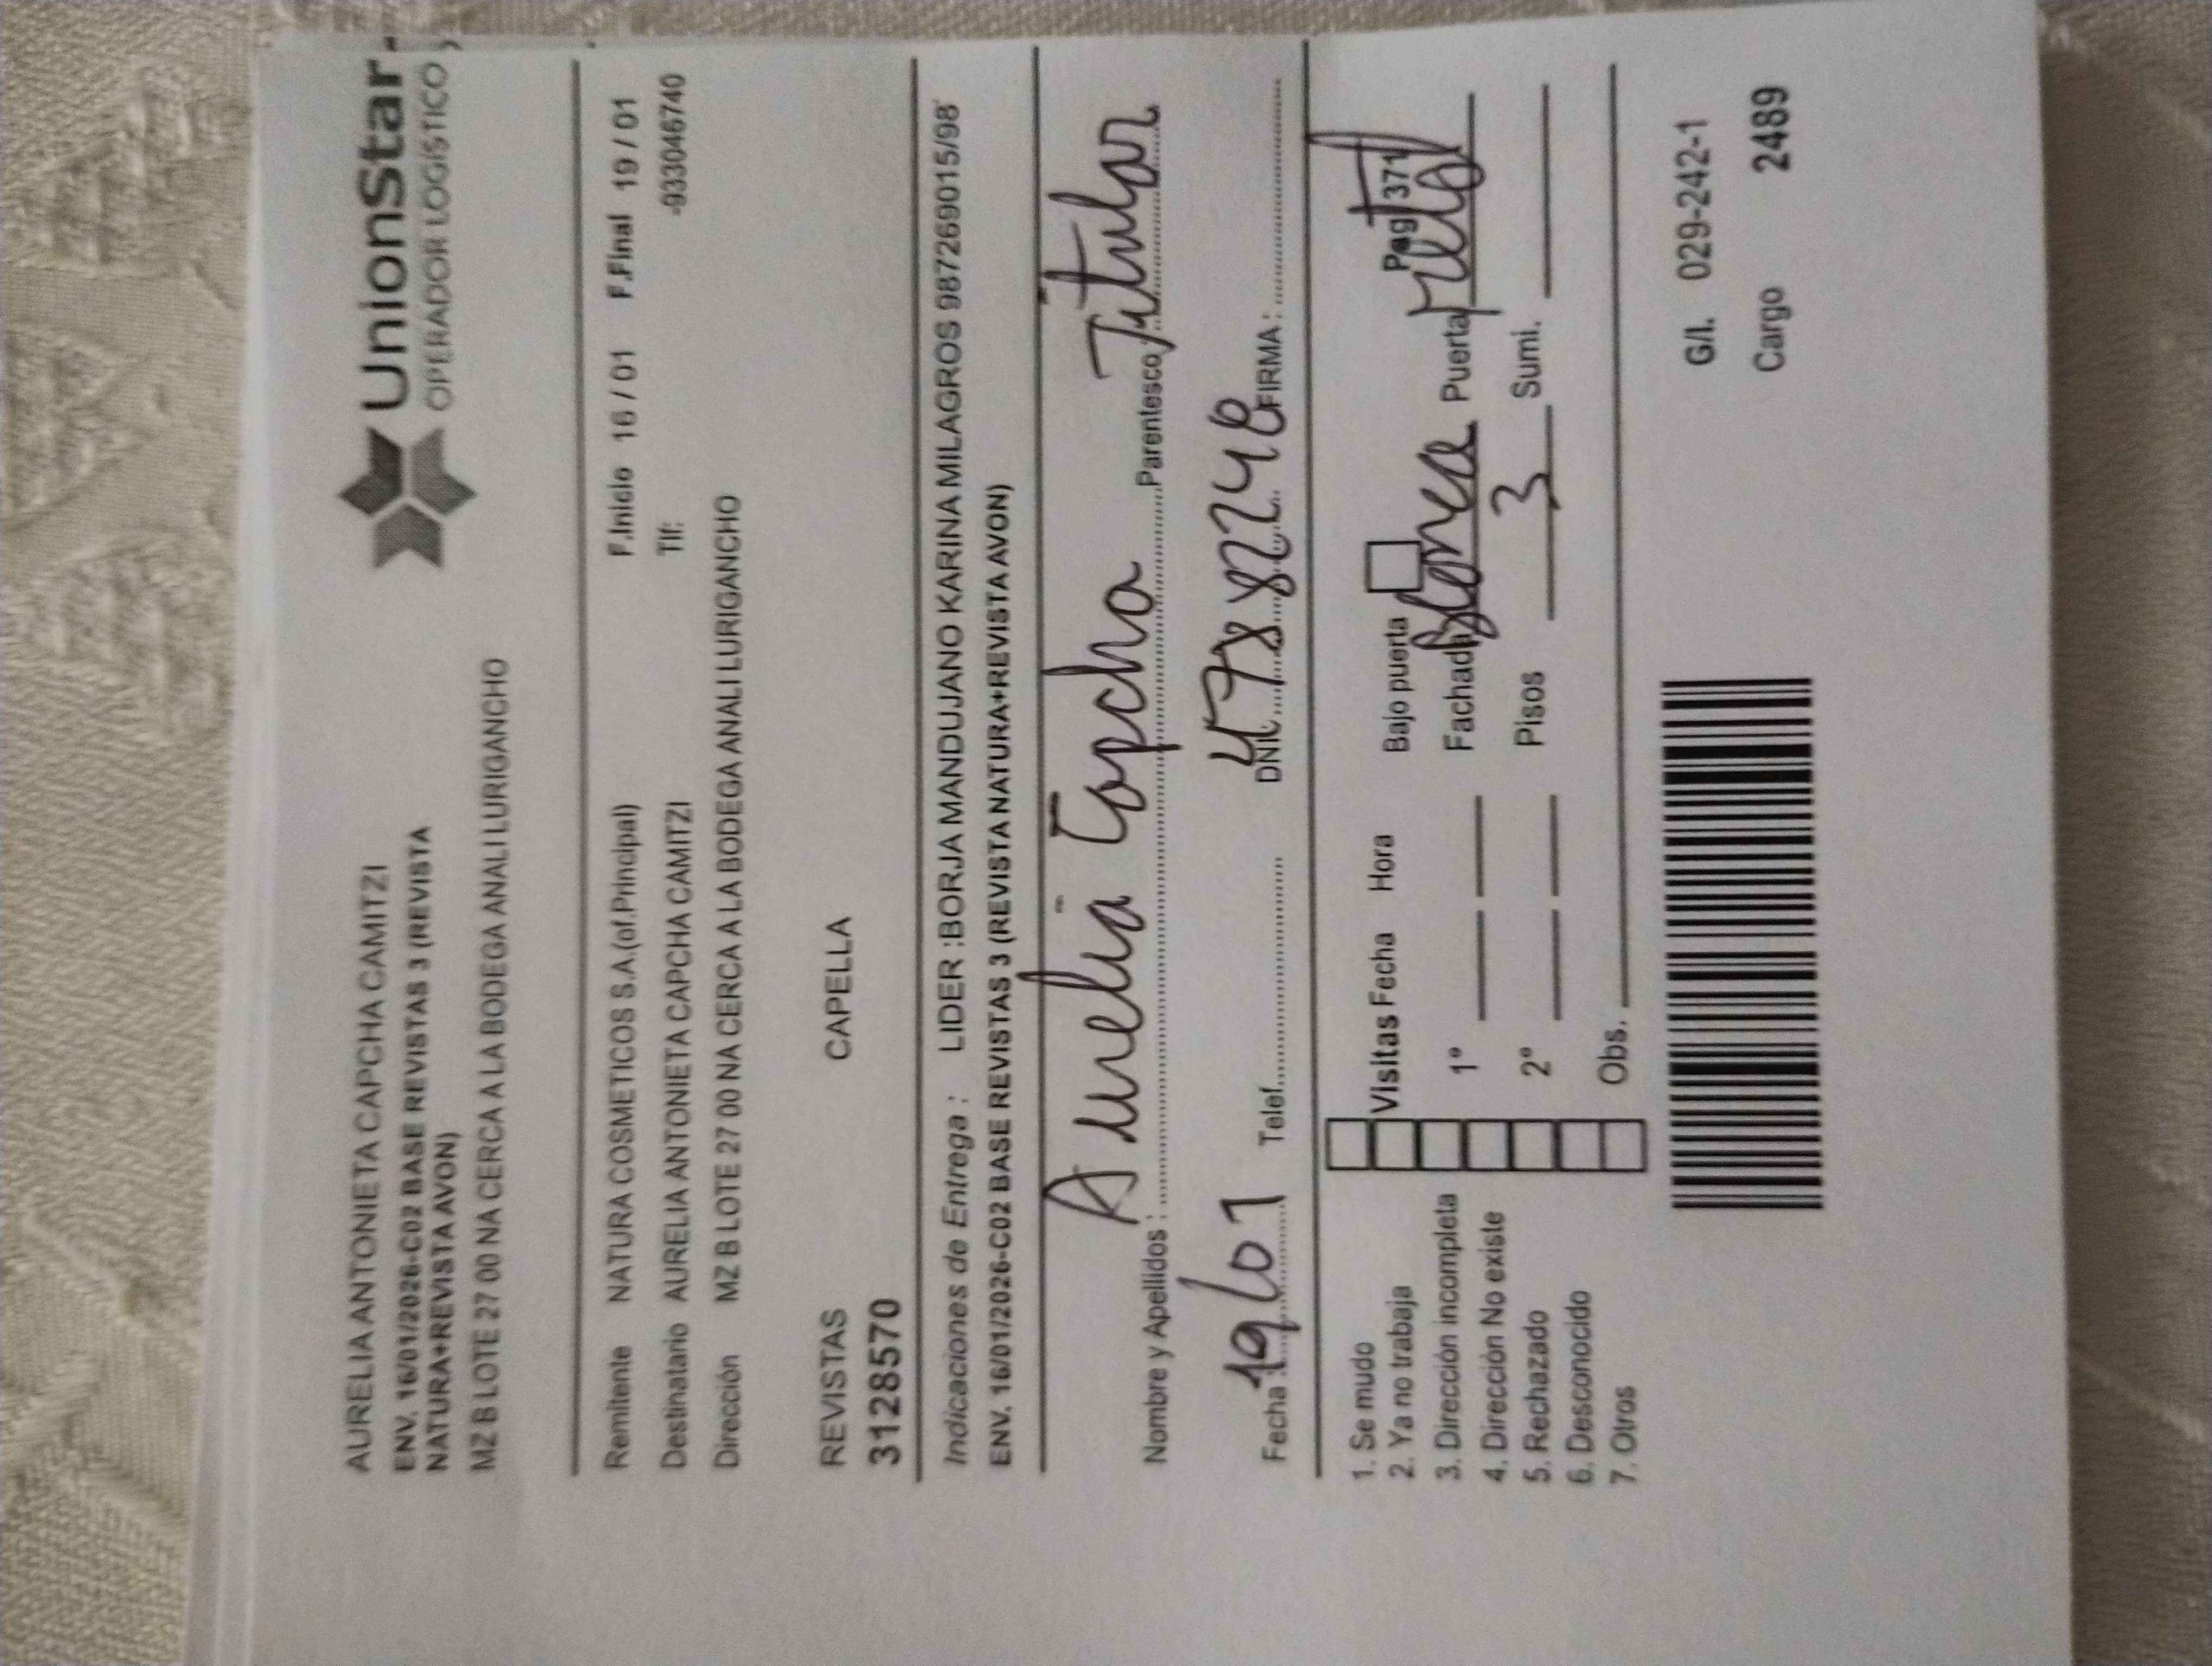 AURELIA ANTONIETA CAPCHA CAMITZI
ENV. 16/01/2026-C02 BASE REVISTAS 3 (REVISTA
NATURA+REVISTA AVON)
MZ B LOTE 27 00 NA CERCA A LA BODEGA ANALI LURIGANCHO
UnionStar
OPERADOR LOGÍSTICO
Remitente NATURA COSMETICOS S.A.(of.Principal) F.Inicio 16 / 01 F.Final 19 / 01
Destinatario AURELIA ANTONIETA CAPCHA CAMITZI Tlf: -933046740
Dirección MZ B LOTE 27 00 NA CERCA A LA BODEGA ANALI LURIGANCHO
REVISTAS CAPELLA
31288570
Indicaciones de Entrega : LIDER :BORJA MANDUJANO KARINA MILAGROS 987269015/98
ENV. 16/01/2026-C02 BASE REVISTAS 3 (REVISTA NATURA+REVISTA AVON)
Nombre y Apellidos : Aurelia Capcha Parentesco Titular
Fecha : 19/01 Telef. DNI 47882248 FIRMA :
1. Se mudo
2. Ya no trabaja
3. Dirección incompleta
4. Dirección No existe
5. Rechazado
6. Desconocido
7. Otros
Visitas Fecha Hora Bajo puerta Pag 371
1º Fachada Blanca Puerta
2º Pisos 3 Sumi.
Obs.
G/I. 029-242-1
Cargo 2489